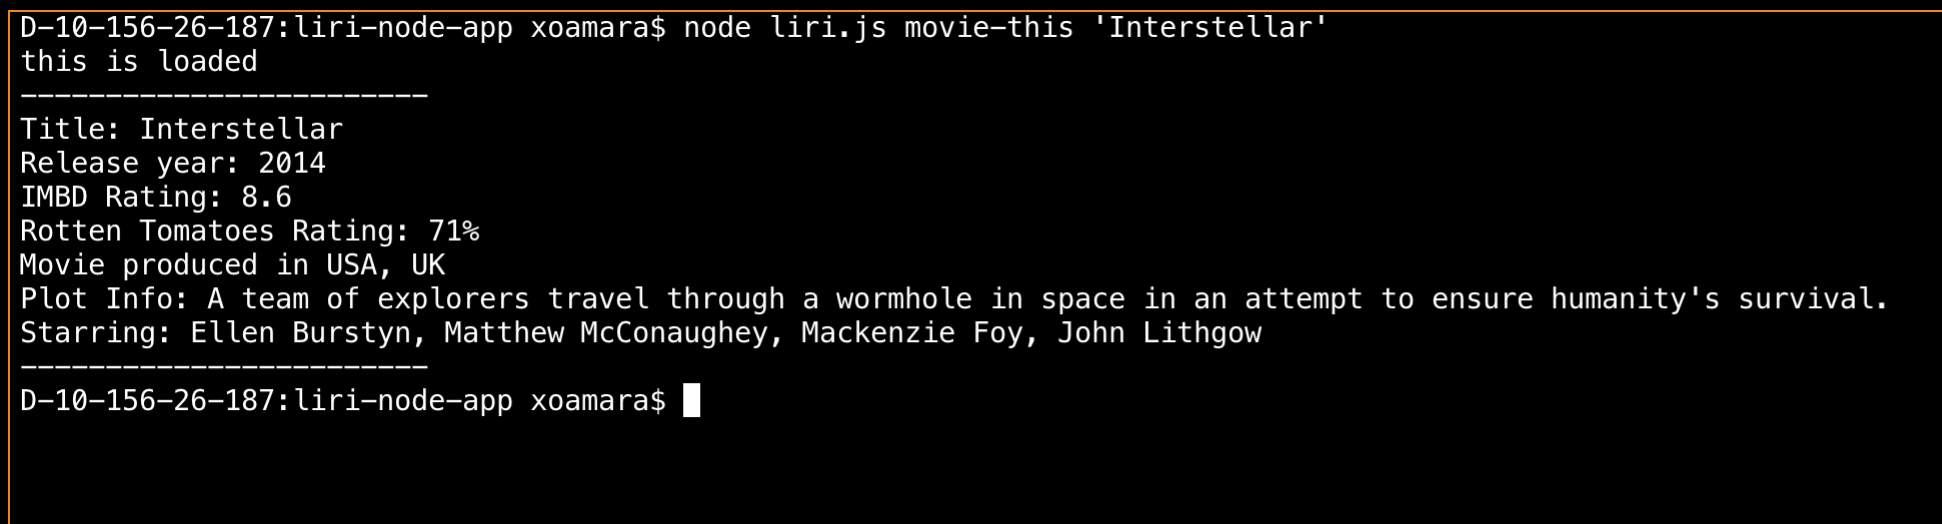 D-10-156-26-187:liri-node-app xoamara$ node liri.js movie-this 'Interstellar'
this is loaded
------------------------
Title: Interstellar
Release year: 2014
IMBD Rating: 8.6
Rotten Tomatoes Rating: 71%
Movie produced in USA, UK
Plot Info: A team of explorers travel through a wormhole in space in an attempt to ensure humanity's survival.
Starring: Ellen Burstyn, Matthew McConaughey, Mackenzie Foy, John Lithgow
------------------------
D-10-156-26-187:liri-node-app xoamara$